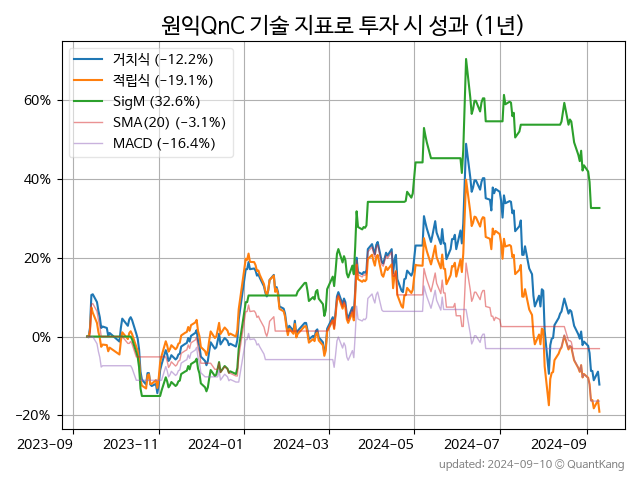 원익QnC 기술 지표로 투자 시 성과 (1년)
거치식 (−12.2%)
적립식 (−19.1%)
SigM (32.6%)
SMA(20) (−3.1%)
MACD (−16.4%)
60%
40%
20%
0%
−20%
2023-09 2023-11 2024-01 2024-03 2024-05 2024-07 2024-09
updated: 2024-09-10 © QuantKang